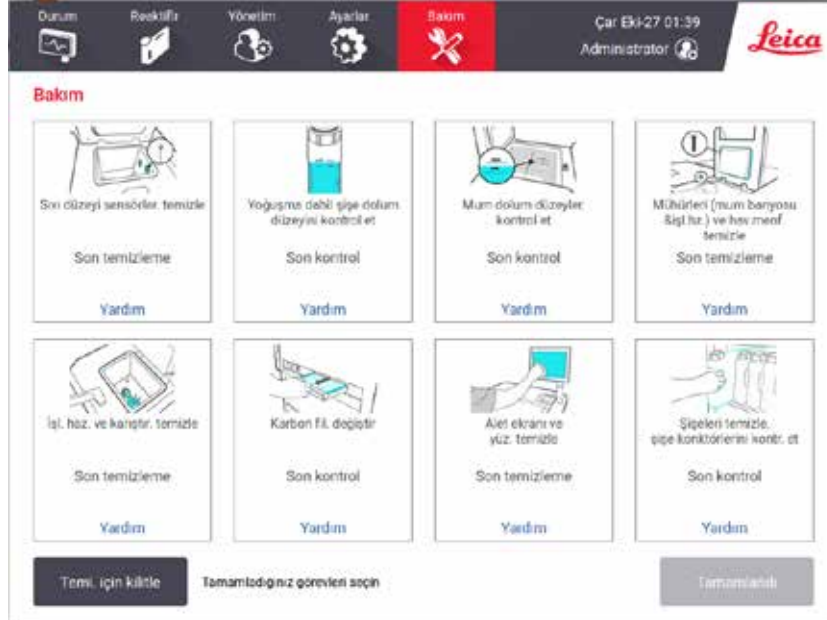 Durum Reaktifir Yönetim Ayarlar Bakım
Çar Eki-27 01:39
Administrator
Leica
Bakım
Sıvı düzeyi sensörler. temizle
Son temizleme
Yardım
Yoğuşma dahil şişe dolum
düzeyini kontrol et
Son kontrol
Yardım
Mum dolum düzeyler.
kontrol et
Son kontrol
Yardım
Mühürleri (mum banyosu
&işl.hz.) ve hav.menf
temizle
Son temizleme
Yardım
İşl. haz. ve karıştır. temizle
Son temizleme
Yardım
Karbon fil. değiştir
Son kontrol
Yardım
Alet ekranı ve
yüz. temizle
Son temizleme
Yardım
Şişeleri temizle,
şişe konktörlerini kontr. et
Son kontrol
Yardım
Temi. için kilitle
Tamamladığınız görevleri seçin
Tamamlandı